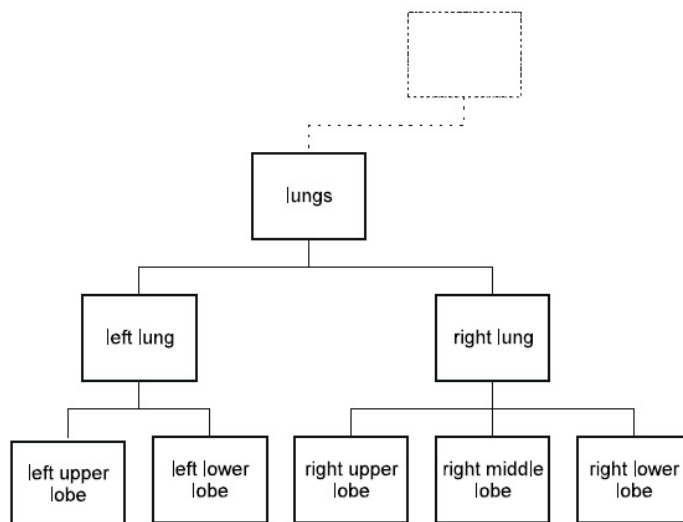 lungs
left lung
right lung
left upper
lobe
left lower
lobe
right upper
lobe
right middle
lobe
right lower
lobe